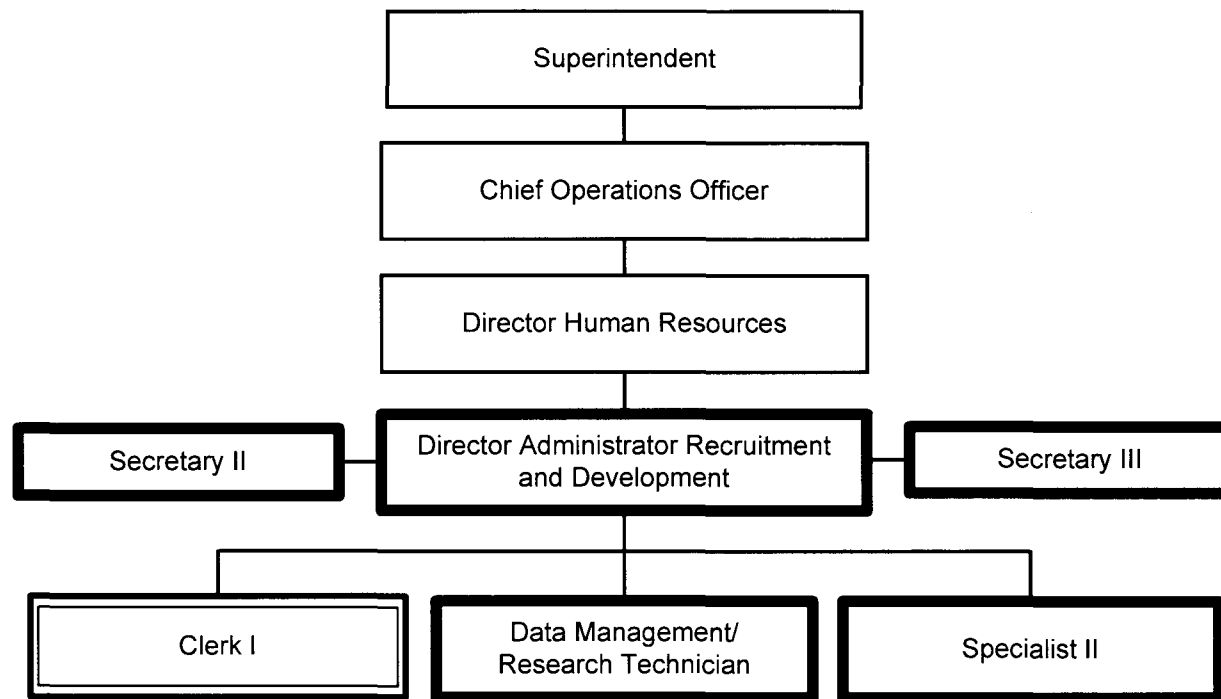 Superintendent
Chief Operations Officer
Director Human Resources
Secretary II
Director Administrator Recruitment
and Development
Secretary III
Clerk I
Data Management/
Research Technician
Specialist II